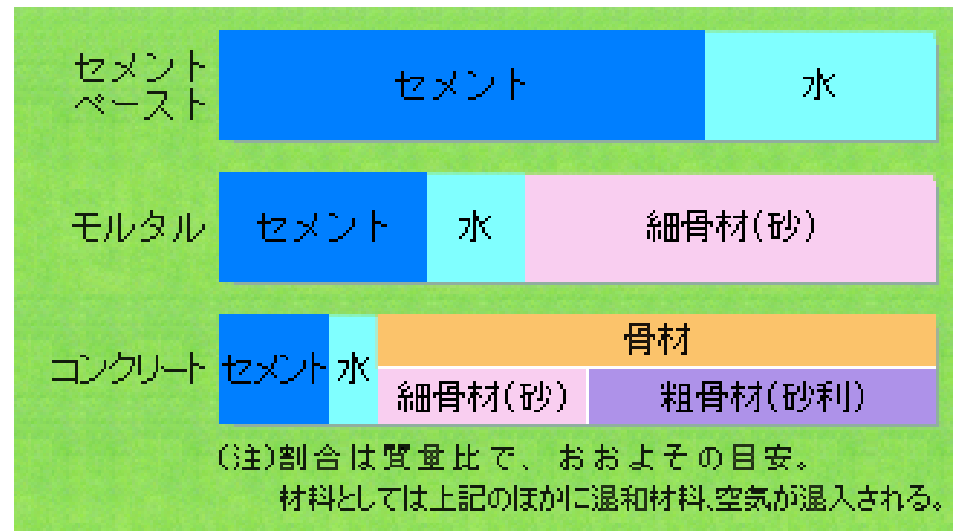 セメント
ペースト
セメント
水
モルタル
セメント
水
細骨材(砂)
コンクリート
セメント
水
骨材
細骨材(砂)
粗骨材(砂利)
(注)割合は質量比で、おおよその目安。
材料としては上記のほかに混和材料、空気が混入される。